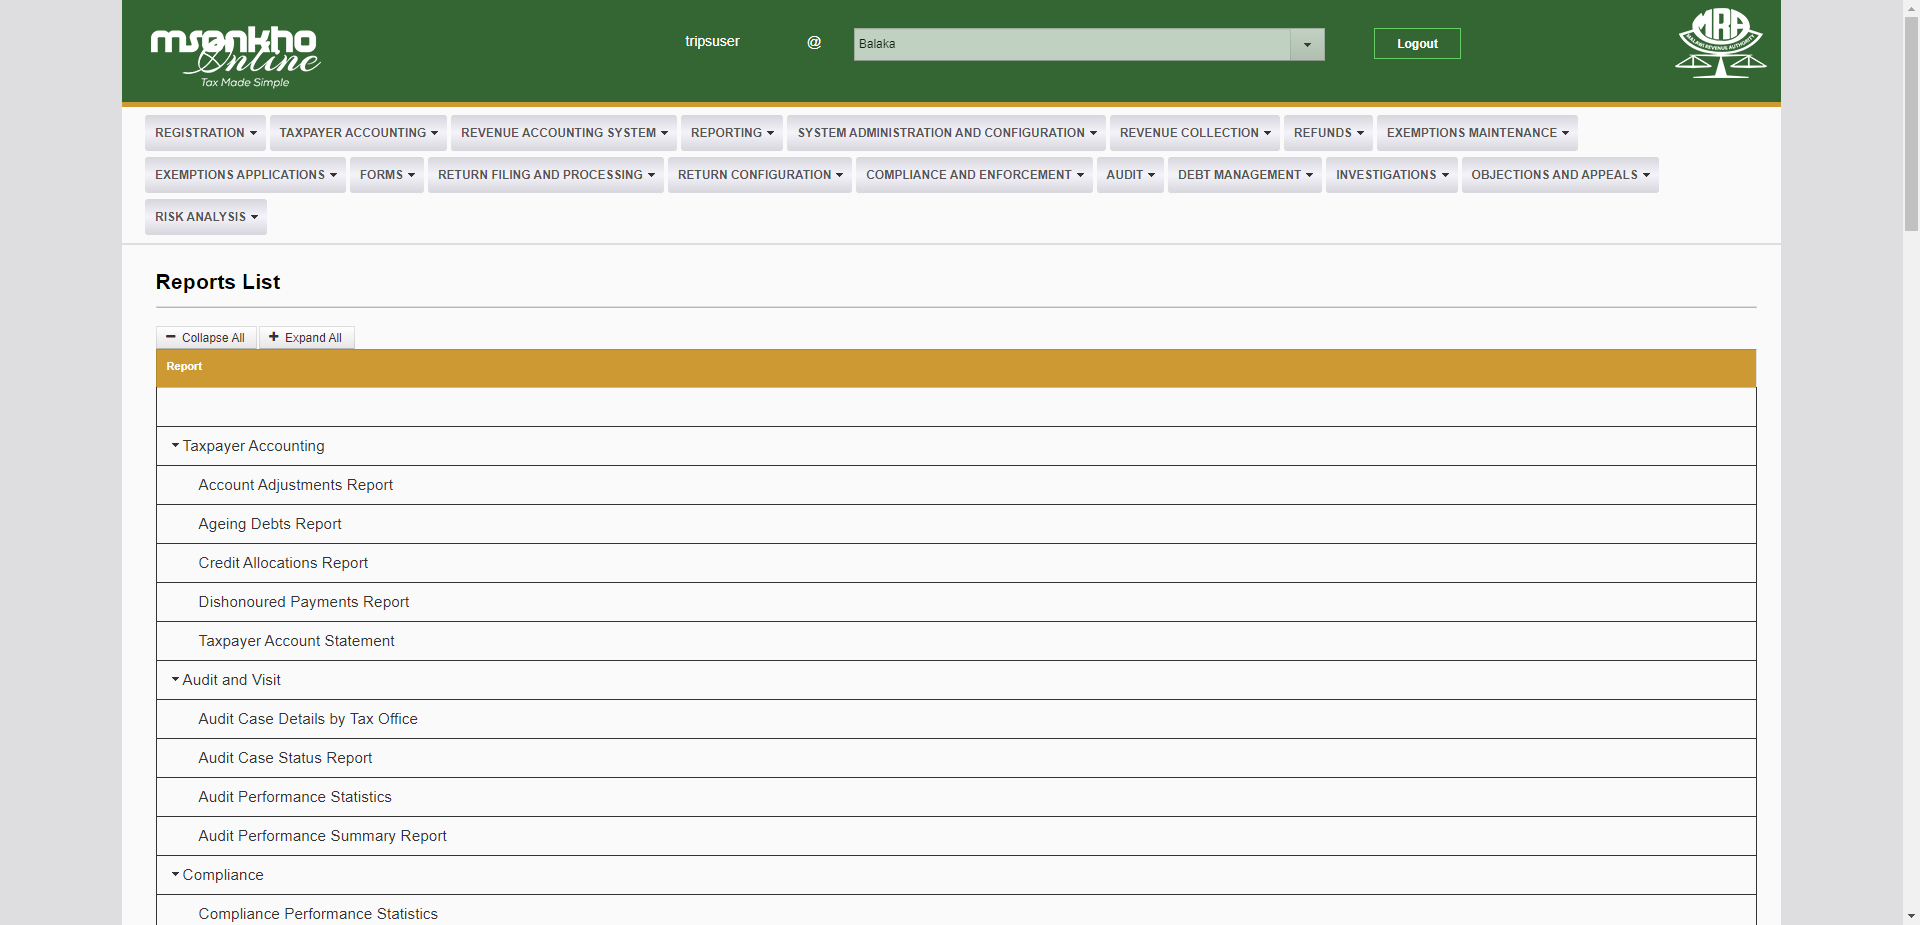 msonkho
Online
Tax Made Simple
tripsuser @ Balaka Logout
MRA
MALAWI REVENUE AUTHORITY
REGISTRATION TAXPAYER ACCOUNTING REVENUE ACCOUNTING SYSTEM REPORTING SYSTEM ADMINISTRATION AND CONFIGURATION REVENUE COLLECTION REFUNDS EXEMPTIONS MAINTENANCE
EXEMPTIONS APPLICATIONS FORMS RETURN FILING AND PROCESSING RETURN CONFIGURATION COMPLIANCE AND ENFORCEMENT AUDIT DEBT MANAGEMENT INVESTIGATIONS OBJECTIONS AND APPEALS
RISK ANALYSIS
Reports List
Collapse All Expand All
Report
Taxpayer Accounting
Account Adjustments Report
Ageing Debts Report
Credit Allocations Report
Dishonoured Payments Report
Taxpayer Account Statement
Audit and Visit
Audit Case Details by Tax Office
Audit Case Status Report
Audit Performance Statistics
Audit Performance Summary Report
Compliance
Compliance Performance Statistics